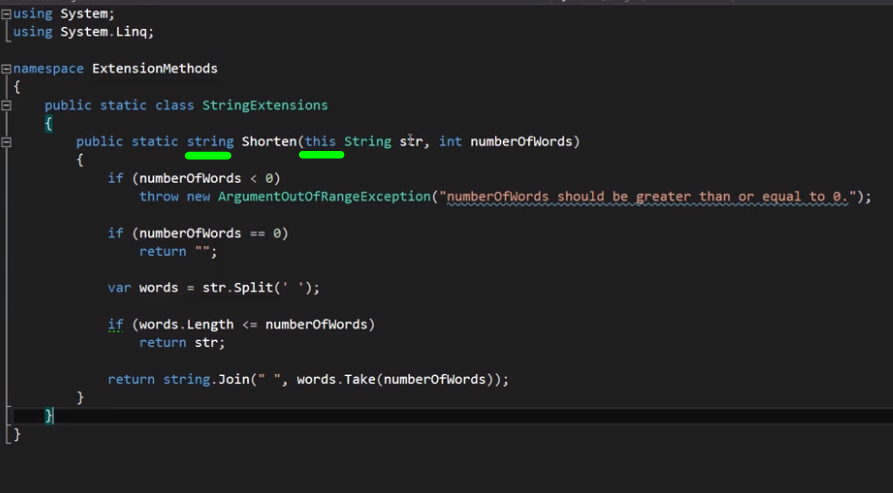 using System;
using System.Linq;
namespace ExtensionMethods
{
public static class StringExtensions
{
public static string Shorten(this String str, int numberOfWords)
{
if (numberOfWords < 0)
throw new ArgumentOutOfRangeException("numberOfWords should be greater than or equal to 0.");
if (numberOfWords == 0)
return "";
var words = str.Split(' ');
if (words.Length <= numberOfWords)
return str;
return string.Join(" ", words.Take(numberOfWords));
}
}
}